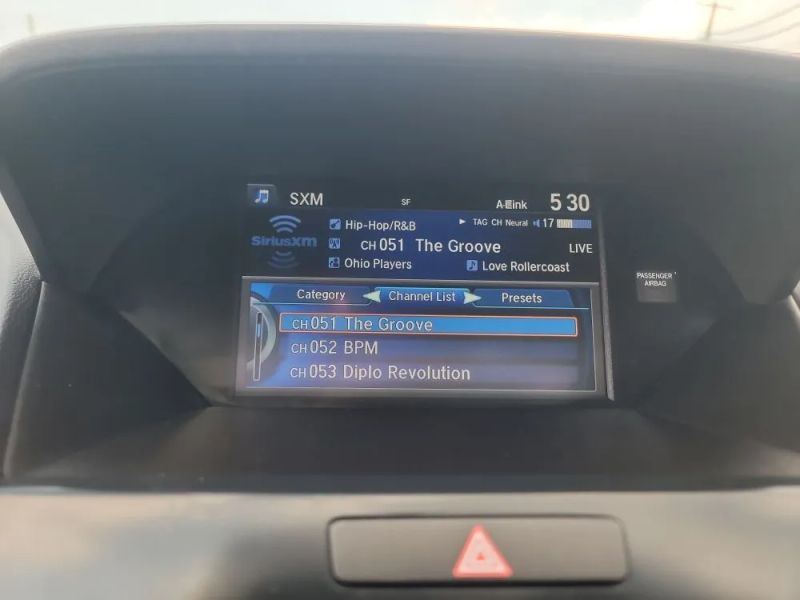 SXM SF A-Elink 5 30
Hip-Hop/R&B TAG CH Neural 17
SiriusXM CH 051 The Groove LIVE
Ohio Players Love Rollercoast
Category Channel List Presets
CH 051 The Groove
CH 052 BPM
CH 053 Diplo Revolution
PASSENGER
AIRBAG